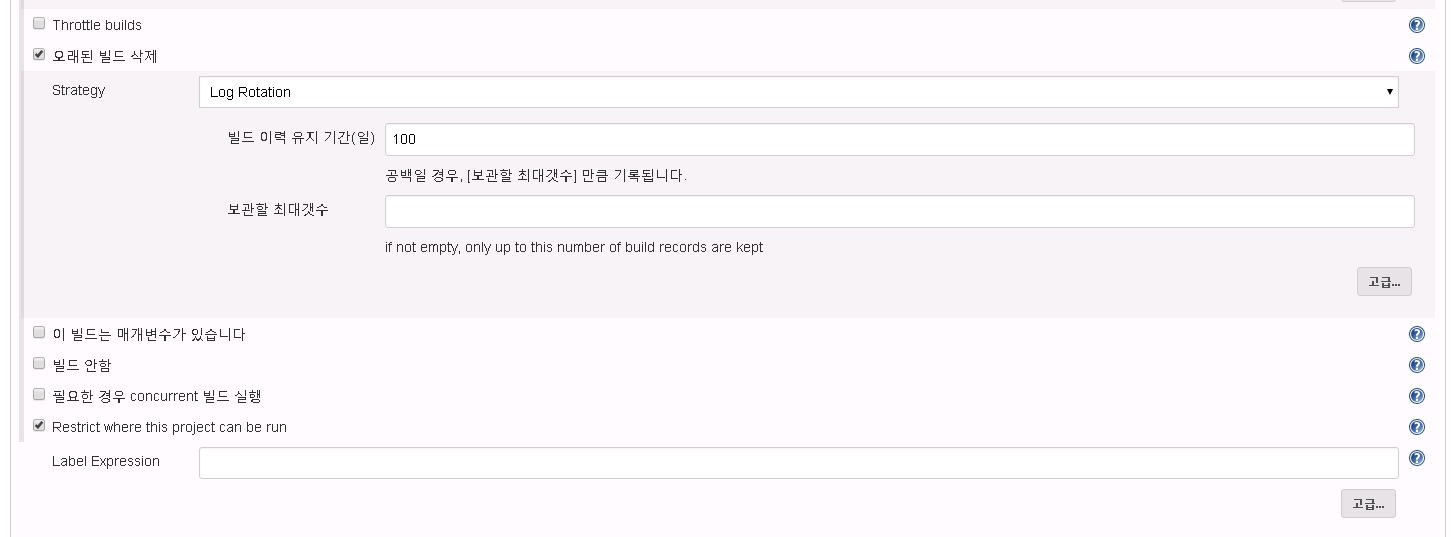 Throttle builds
오래된 빌드 삭제
Strategy
Log Rotation
빌드 이력 유지 기간(일)
100
공백일 경우, [보관할 최대갯수] 만큼 기록됩니다.
보관할 최대갯수
if not empty, only up to this number of build records are kept
고급...
이 빌드는 매개변수가 있습니다
빌드 안함
필요한 경우 concurrent 빌드 실행
Restrict where this project can be run
Label Expression
고급...